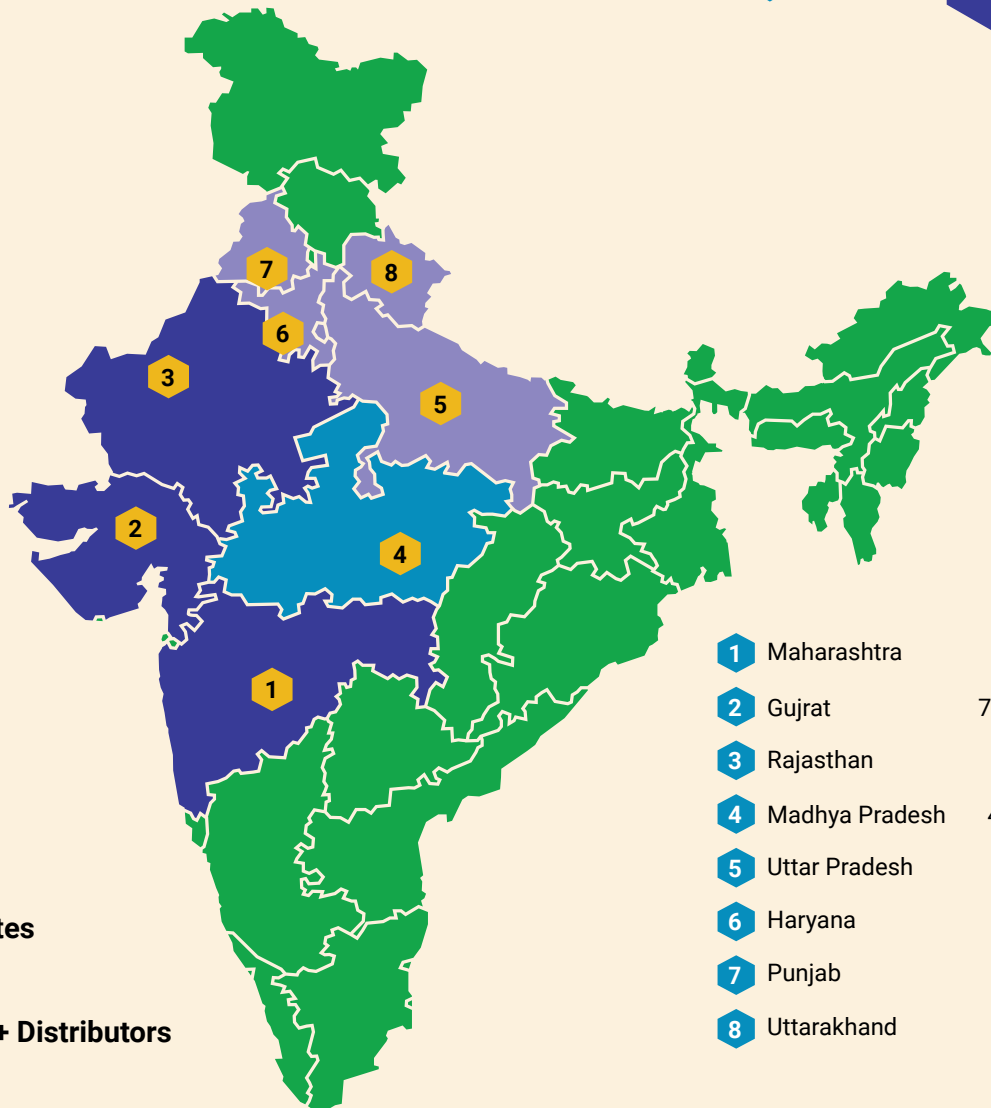 7
8
6
3
5
2
4
1
1 Maharashtra
2 Gujrat 7
3 Rajasthan
4 Madhya Pradesh
5 Uttar Pradesh
6 Haryana
7 Punjab
8 Uttarakhand
+ Distributors